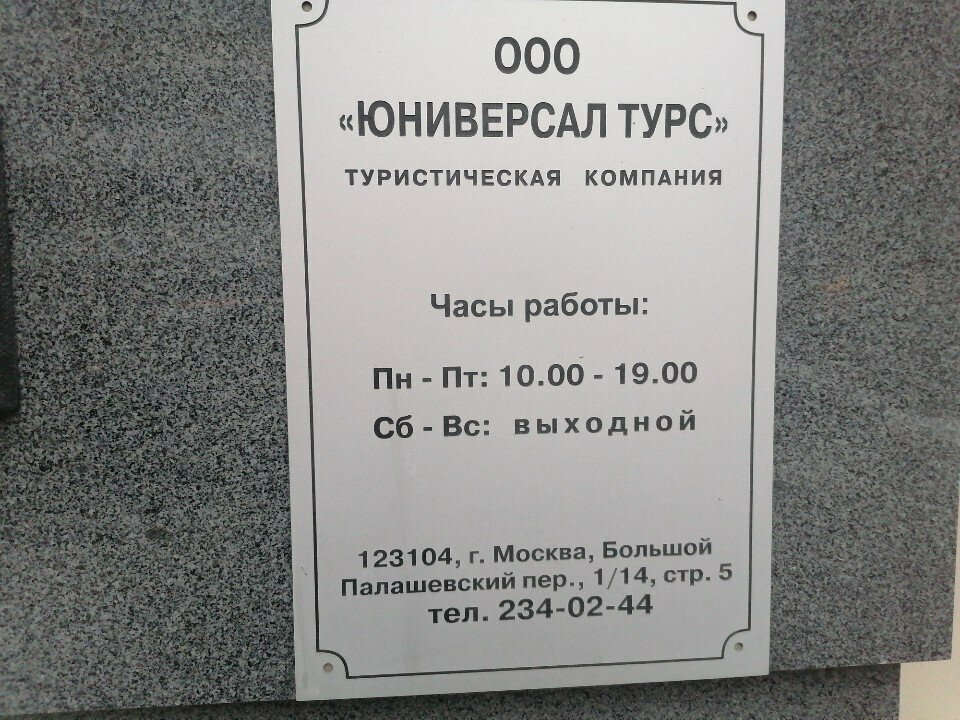 ООО
«ЮНИВЕРСАЛ ТУРС»
ТУРИСТИЧЕСКАЯ КОМПАНИЯ
Часы работы:
Пн - Пт: 10.00 - 19.00
Сб - Вс: выходной
123104, г. Москва, Большой
Палашевский пер., 1/14, стр. 5
тел. 234-02-44